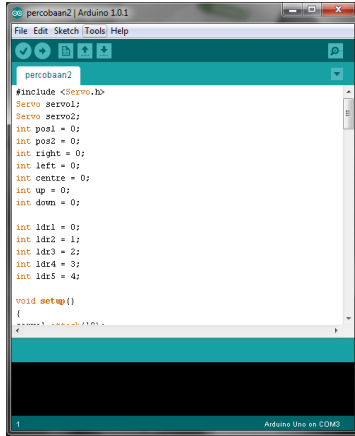 percobaan2 | Arduino 1.0.1
File Edit Sketch Tools Help
percobaan2
#include <Servo.h>
Servo servo1;
Servo servo2;
int pos1 = 0;
int pos2 = 0;
int right = 0;
int left = 0;
int centre = 0;
int up = 0;
int down = 0;
int ldr1 = 0;
int ldr2 = 1;
int ldr3 = 2;
int ldr4 = 3;
int ldr5 = 4;
void setup()
{
1
Arduino Uno on COM3